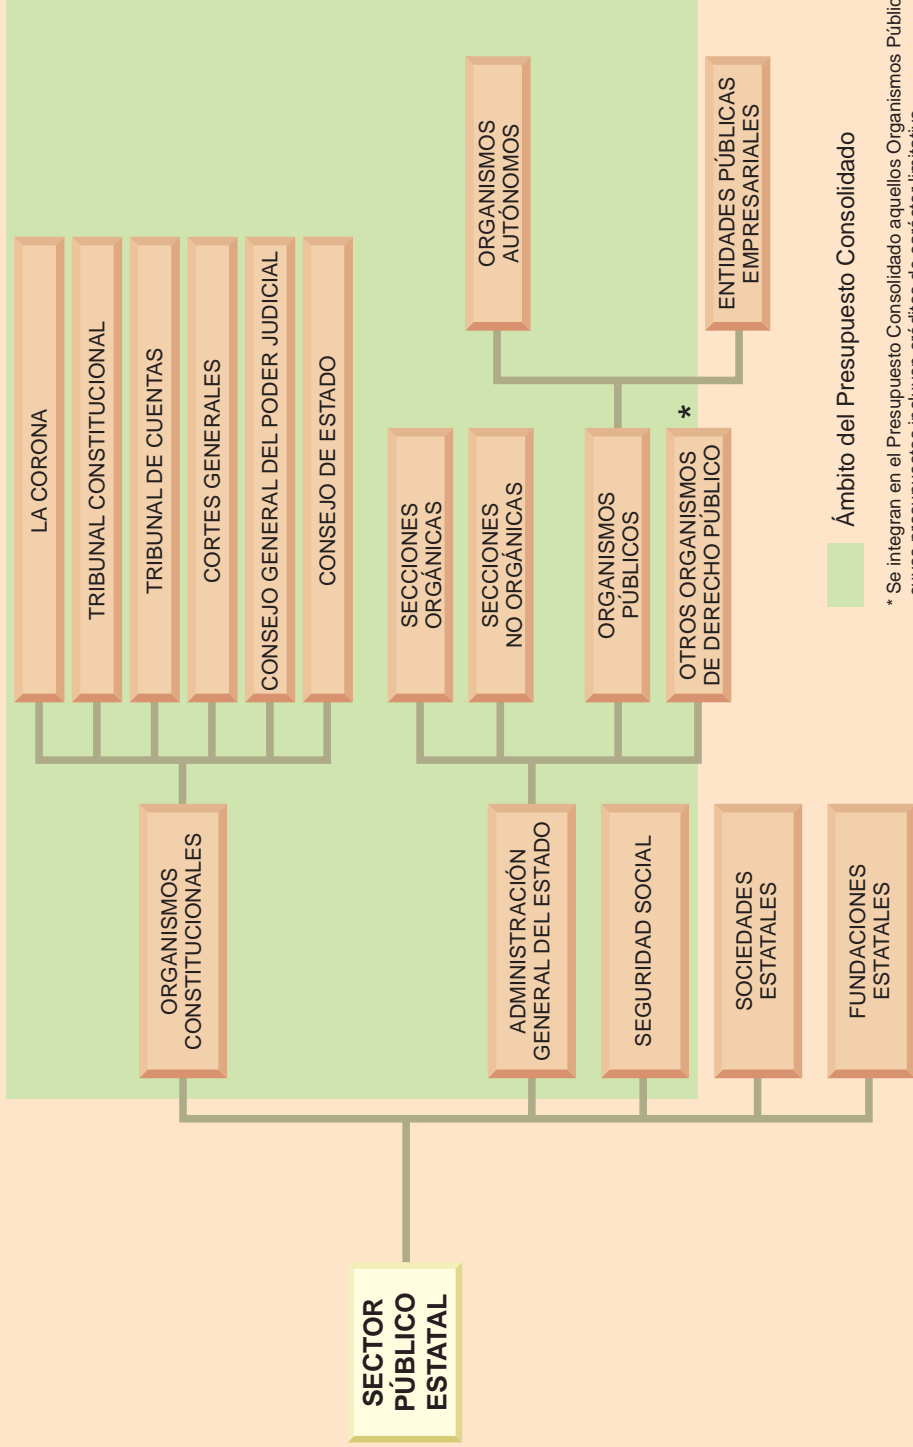 SECTOR
PÚBLICO
ESTATAL
ORGANISMOS
CONSTITUCIONALES
LA CORONA
TRIBUNAL CONSTITUCIONAL
TRIBUNAL DE CUENTAS
CORTES GENERALES
CONSEJO GENERAL DEL PODER JUDICIAL
CONSEJO DE ESTADO
ADMINISTRACIÓN
GENERAL DEL ESTADO
SECCIONES
ORGÁNICAS
SECCIONES
NO ORGÁNICAS
ORGANISMOS
PÚBLICOS
ORGANISMOS
AUTÓNOMOS
ENTIDADES PÚBLICAS
EMPRESARIALES
OTROS ORGANISMOS
DE DERECHO PÚBLICO
*
SEGURIDAD SOCIAL
SOCIEDADES
ESTATALES
FUNDACIONES
ESTATALES
Ámbito del Presupuesto Consolidado
* Se integran en el Presupuesto Consolidado aquellos Organismos